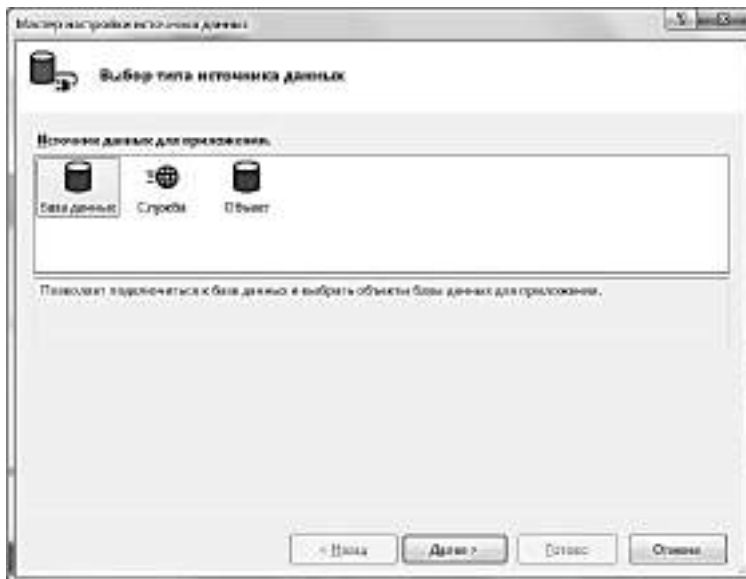 Мастер настройки источника данных
Выбор типа источника данных
Источник данных для приложения.
База данных
Служба
Объект
Позволяет подключиться к базе данных и выбрать объекты базы данных для приложения.
< Назад
Далее >
Готово
Отмена